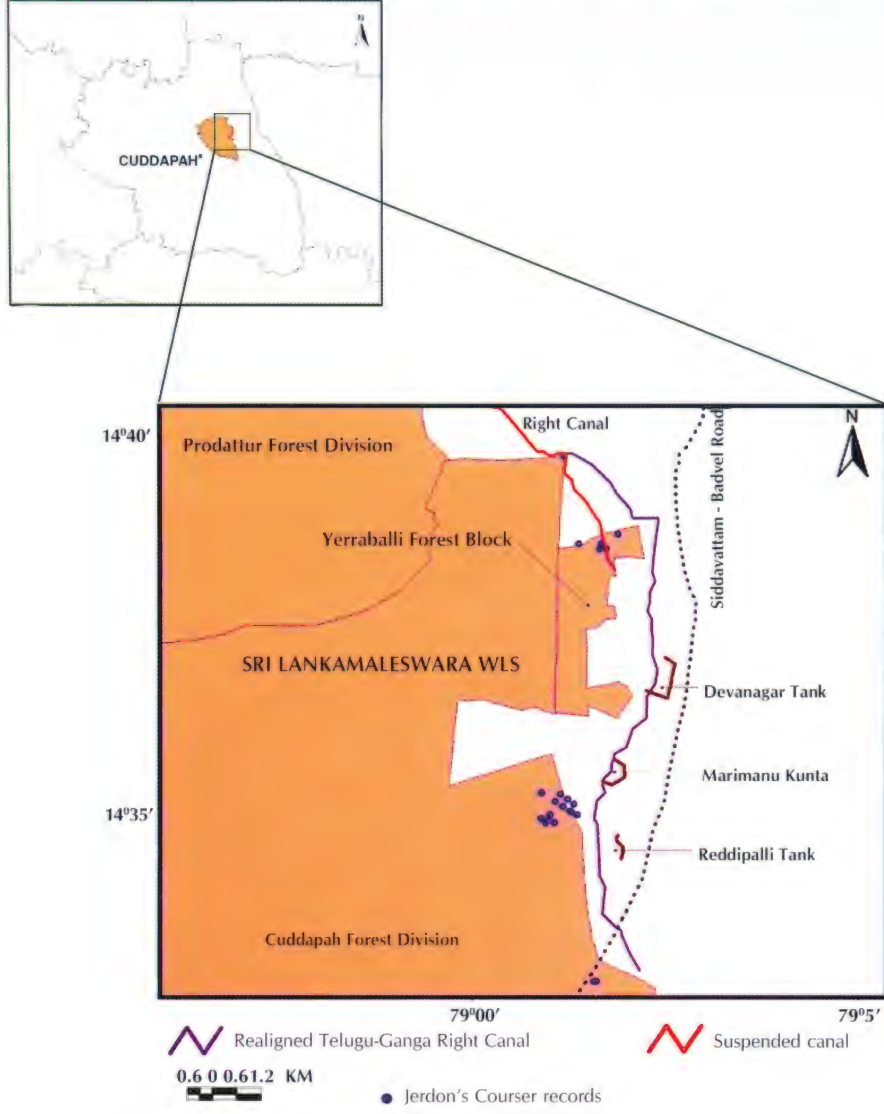 N
CUDDAPAH
14°40'
Right Canal
N
Prodattur Forest Division
Siddavattam - Badvel Road
Yerraballi Forest Block
SRI LANKAMALESWARA WLS
Devanagar Tank
Marimanu Kunta
14°35'
Reddipalli Tank
Cuddapah Forest Division
79°00'
79°5'
Realigned Telugu-Ganga Right Canal
Suspended canal
0.6 0 0.61.2 KM
Jerdon's Courser records